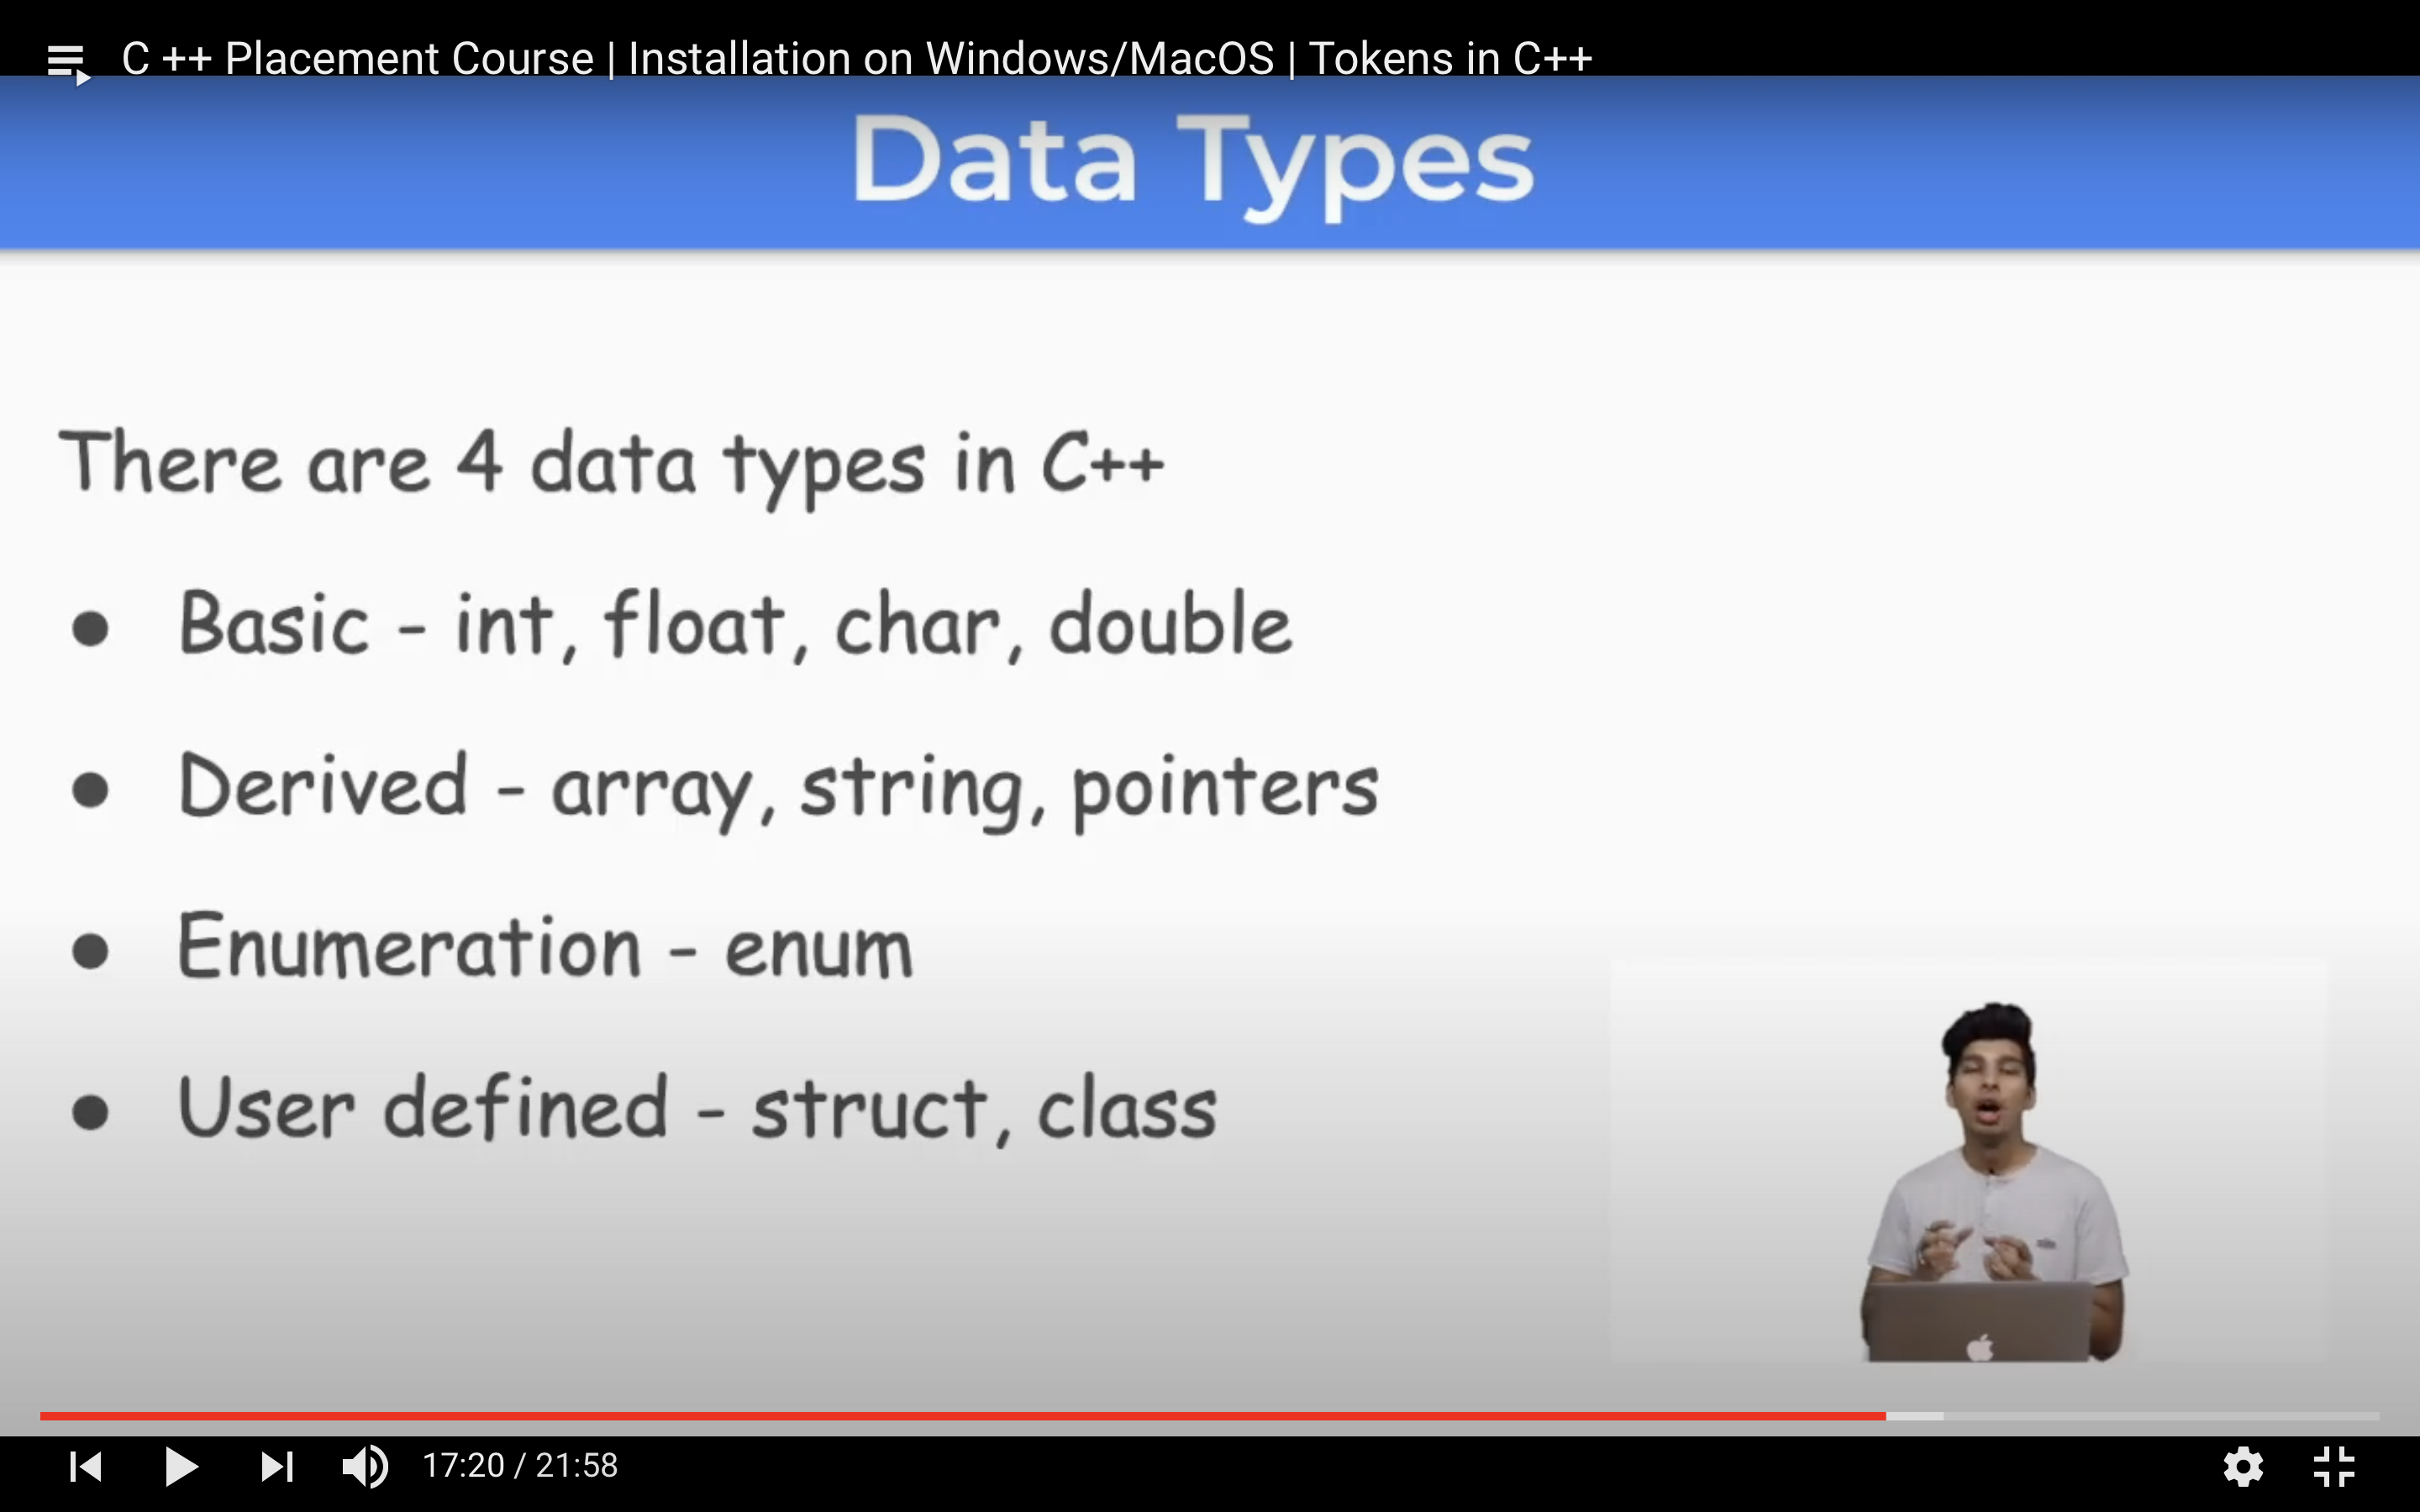 C ++ Placement Course | Installation on Windows/MacOS | Tokens in C++
Data Types
There are 4 data types in C++
● Basic - int, float, char, double
● Derived - array, string, pointers
● Enumeration - enum
● User defined - struct, class
17:20 / 21:58